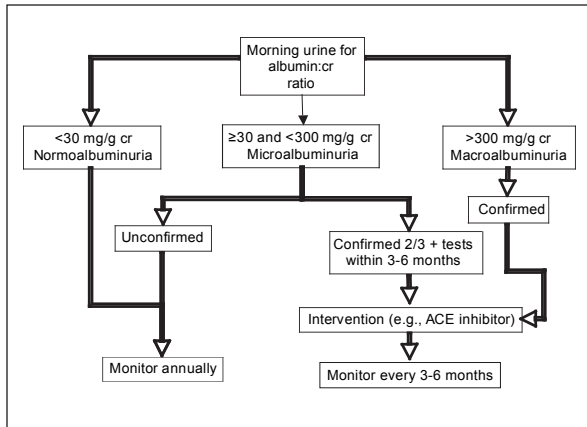 Morning urine for
albumin:cr
ratio
<30 mg/g cr
Normoalbuminuria
≥30 and <300 mg/g cr
Microalbuminuria
>300 mg/g cr
Macroalbuminuria
Unconfirmed
Confirmed 2/3 + tests
within 3-6 months
Confirmed
Intervention (e.g., ACE inhibitor)
Monitor annually
Monitor every 3-6 months